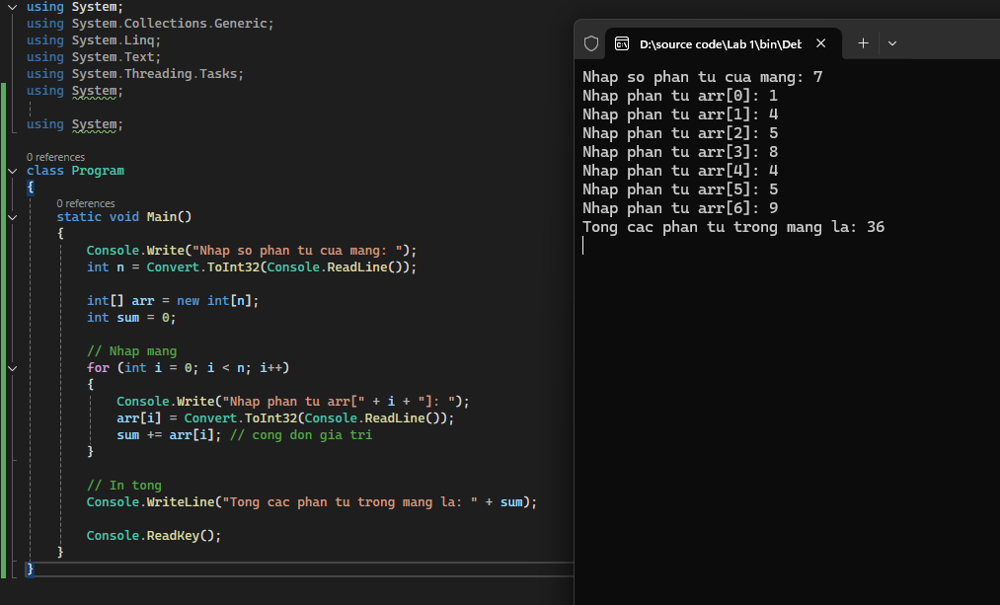 using System;
using System.Collections.Generic;
using System.Linq;
using System.Text;
using System.Threading.Tasks;
using System;
using System;
0 references
class Program
{
0 references
static void Main()
{
Console.Write("Nhap so phan tu cua mang: ");
int n = Convert.ToInt32(Console.ReadLine());
int[] arr = new int[n];
int sum = 0;
// Nhap mang
for (int i = 0; i < n; i++)
{
Console.Write("Nhap phan tu arr[" + i + "]: ");
arr[i] = Convert.ToInt32(Console.ReadLine());
sum += arr[i]; // cong don gia tri
}
// In tong
Console.WriteLine("Tong cac phan tu trong mang la: " + sum);
Console.ReadKey();
}
}
D:\source code\Lab 1\bin\Det
Nhap so phan tu cua mang: 7
Nhap phan tu arr[0]: 1
Nhap phan tu arr[1]: 4
Nhap phan tu arr[2]: 5
Nhap phan tu arr[3]: 8
Nhap phan tu arr[4]: 4
Nhap phan tu arr[5]: 5
Nhap phan tu arr[6]: 9
Tong cac phan tu trong mang la: 36